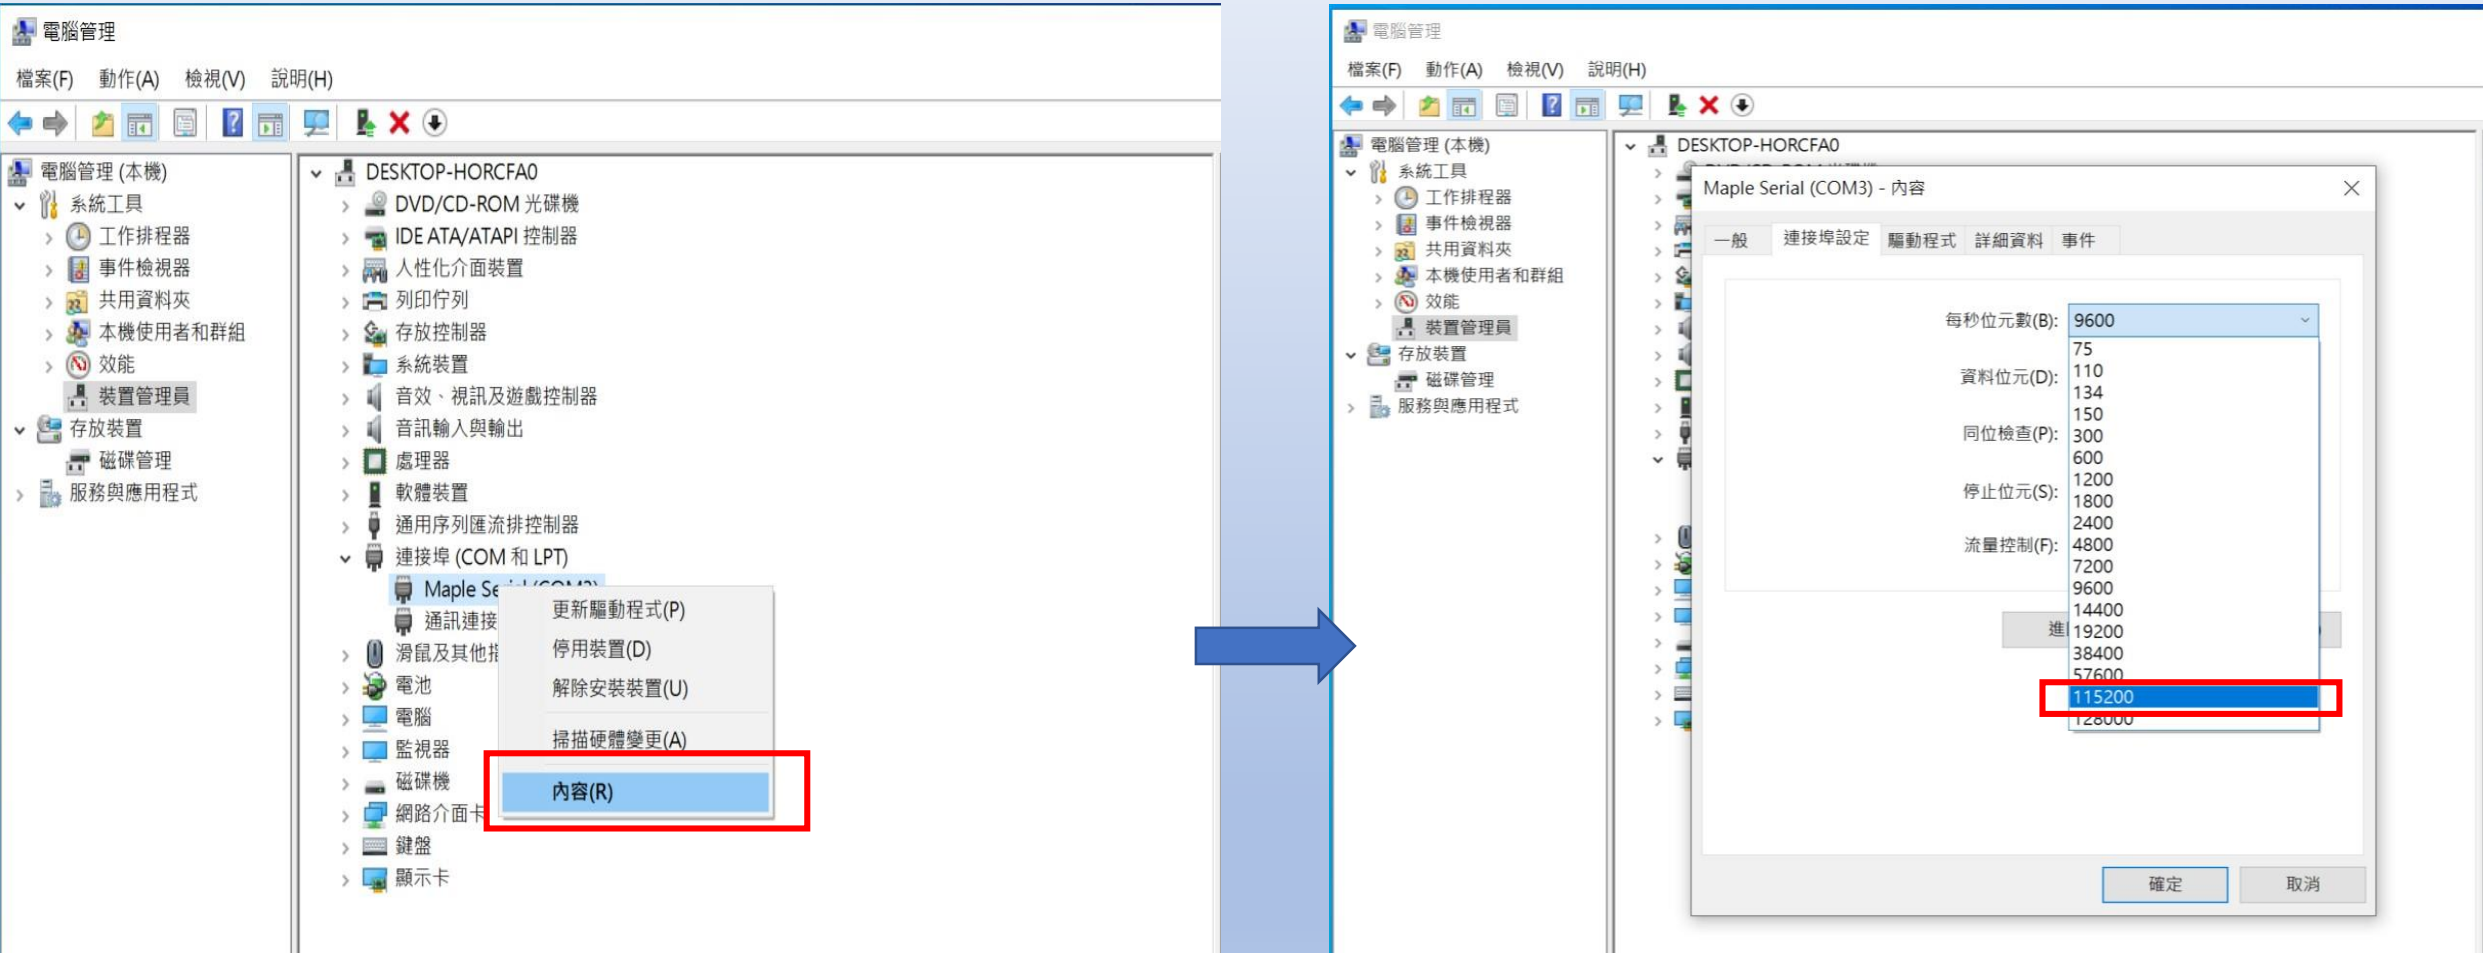 電腦管理
檔案(F) 動作(A) 檢視(V) 說明(H)
電腦管理 (本機)
系統工具
工作排程器
事件檢視器
共用資料夾
本機使用者和群組
效能
裝置管理員
存放裝置
磁碟管理
服務與應用程式
DESKTOP-HORCFA0
DVD/CD-ROM 光碟機
IDE ATA/ATAPI 控制器
人性化介面裝置
列印佇列
存放控制器
系統裝置
音效、視訊及遊戲控制器
音訊輸入與輸出
處理器
軟體裝置
通用序列匯流排控制器
連接埠 (COM 和 LPT)
Maple Serial (COM3)
通訊連接
滑鼠及其他
電池
電腦
監視器
磁碟機
網路介面卡
鍵盤
顯示卡
更新驅動程式(P)
停用裝置(D)
解除安裝裝置(U)
掃描硬體變更(A)
內容(R)
電腦管理
檔案(F) 動作(A) 檢視(V) 說明(H)
電腦管理 (本機)
系統工具
工作排程器
事件檢視器
共用資料夾
本機使用者和群組
效能
裝置管理員
存放裝置
磁碟管理
服務與應用程式
DESKTOP-HORCFA0
Maple Serial (COM3) - 內容
一般 連接埠設定 驅動程式 詳細資料 事件
每秒位元數(B): 9600
資料位元(D):
同位檢查(P):
停止位元(S):
流量控制(F):
75
110
134
150
300
600
1200
1800
2400
4800
7200
9600
14400
19200
38400
57600
115200
128000
進
確定 取消